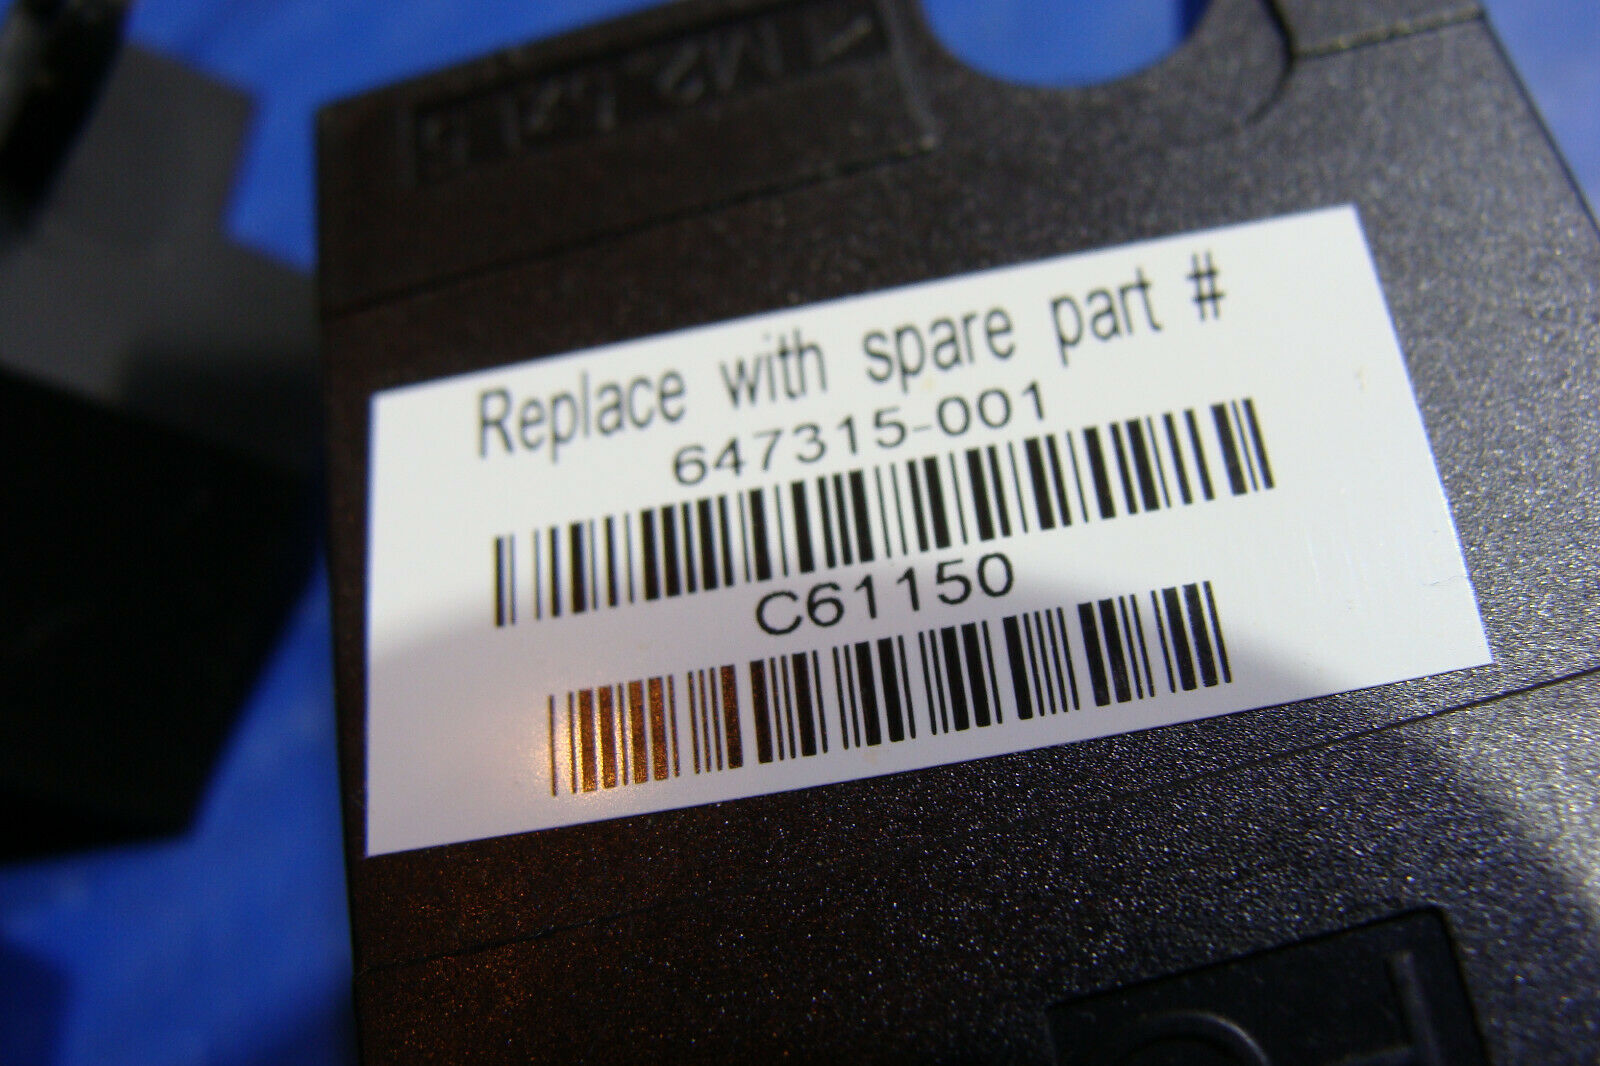 Replace with spare part #
647315-001
C61150